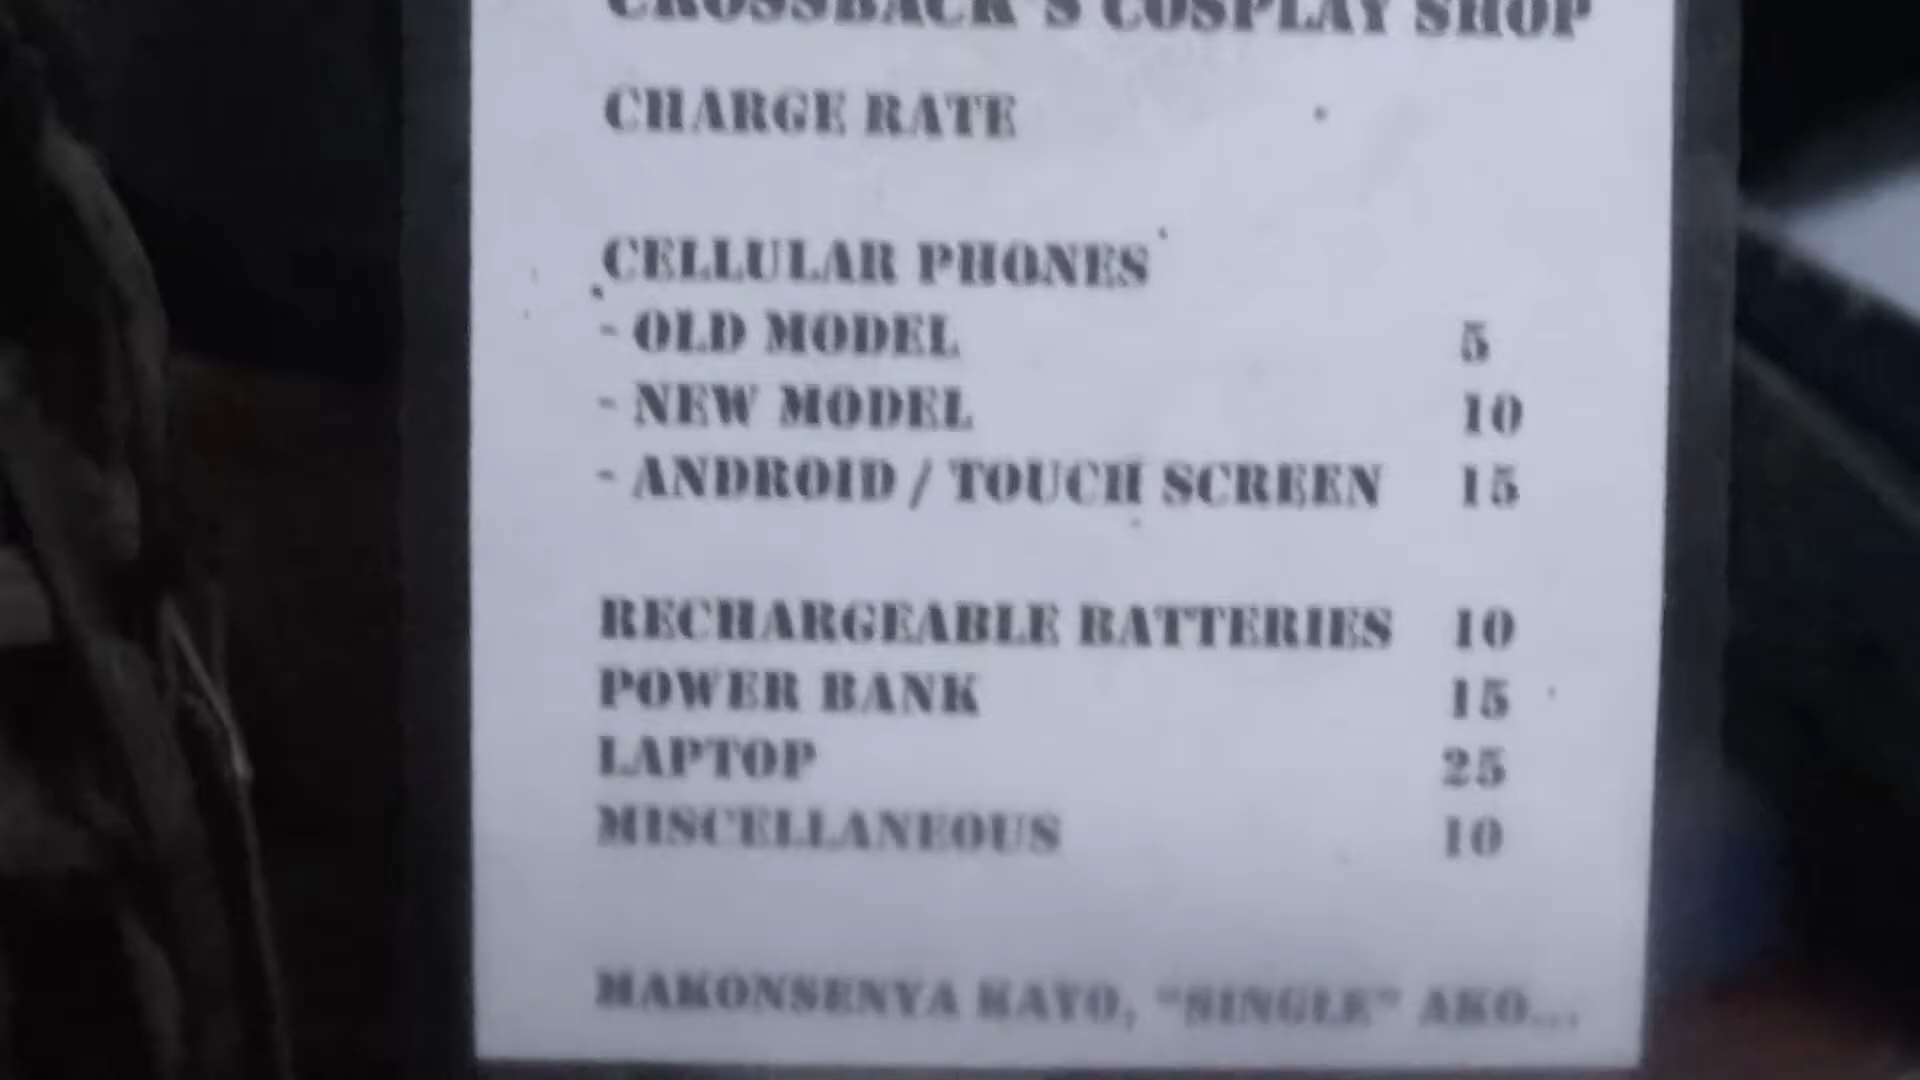 CROSSBACK'S COSPLAY SHOP
CHARGE RATE
CELLULAR PHONES
- OLD MODEL 5
- NEW MODEL 10
- ANDROID / TOUCH SCREEN 15
RECHARGEABLE BATTERIES 10
POWER BANK 15
LAPTOP 25
MISCELLANEOUS 10
MAKONSENYA KAYO, "SINGLE" AKO...